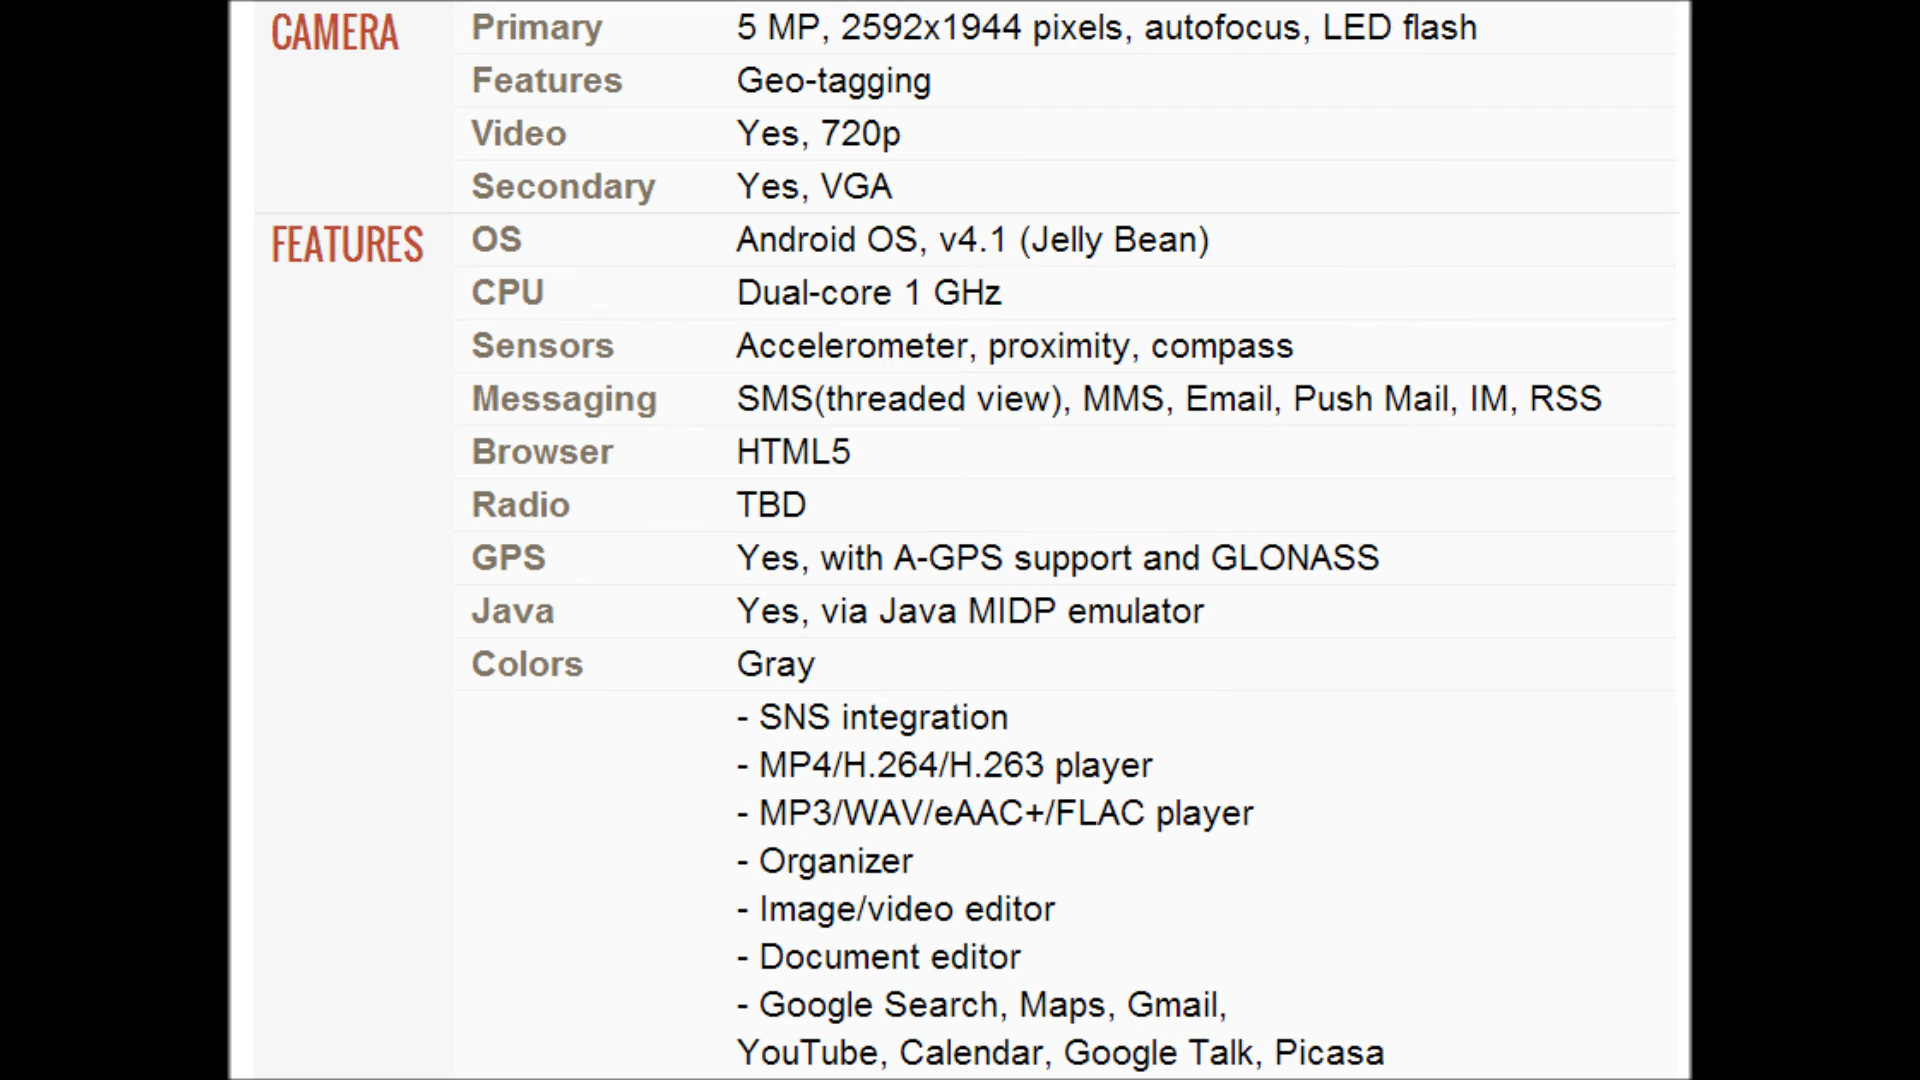 CAMERA Primary 5 MP, 2592x1944 pixels, autofocus, LED flash
Features Geo-tagging
Video Yes, 720p
Secondary Yes, VGA
FEATURES OS Android OS, v4.1 (Jelly Bean)
CPU Dual-core 1 GHz
Sensors Accelerometer, proximity, compass
Messaging SMS(threaded view), MMS, Email, Push Mail, IM, RSS
Browser HTML5
Radio TBD
GPS Yes, with A-GPS support and GLONASS
Java Yes, via Java MIDP emulator
Colors Gray
- SNS integration
- MP4/H.264/H.263 player
- MP3/WAV/eAAC+/FLAC player
- Organizer
- Image/video editor
- Document editor
- Google Search, Maps, Gmail,
YouTube, Calendar, Google Talk, Picasa